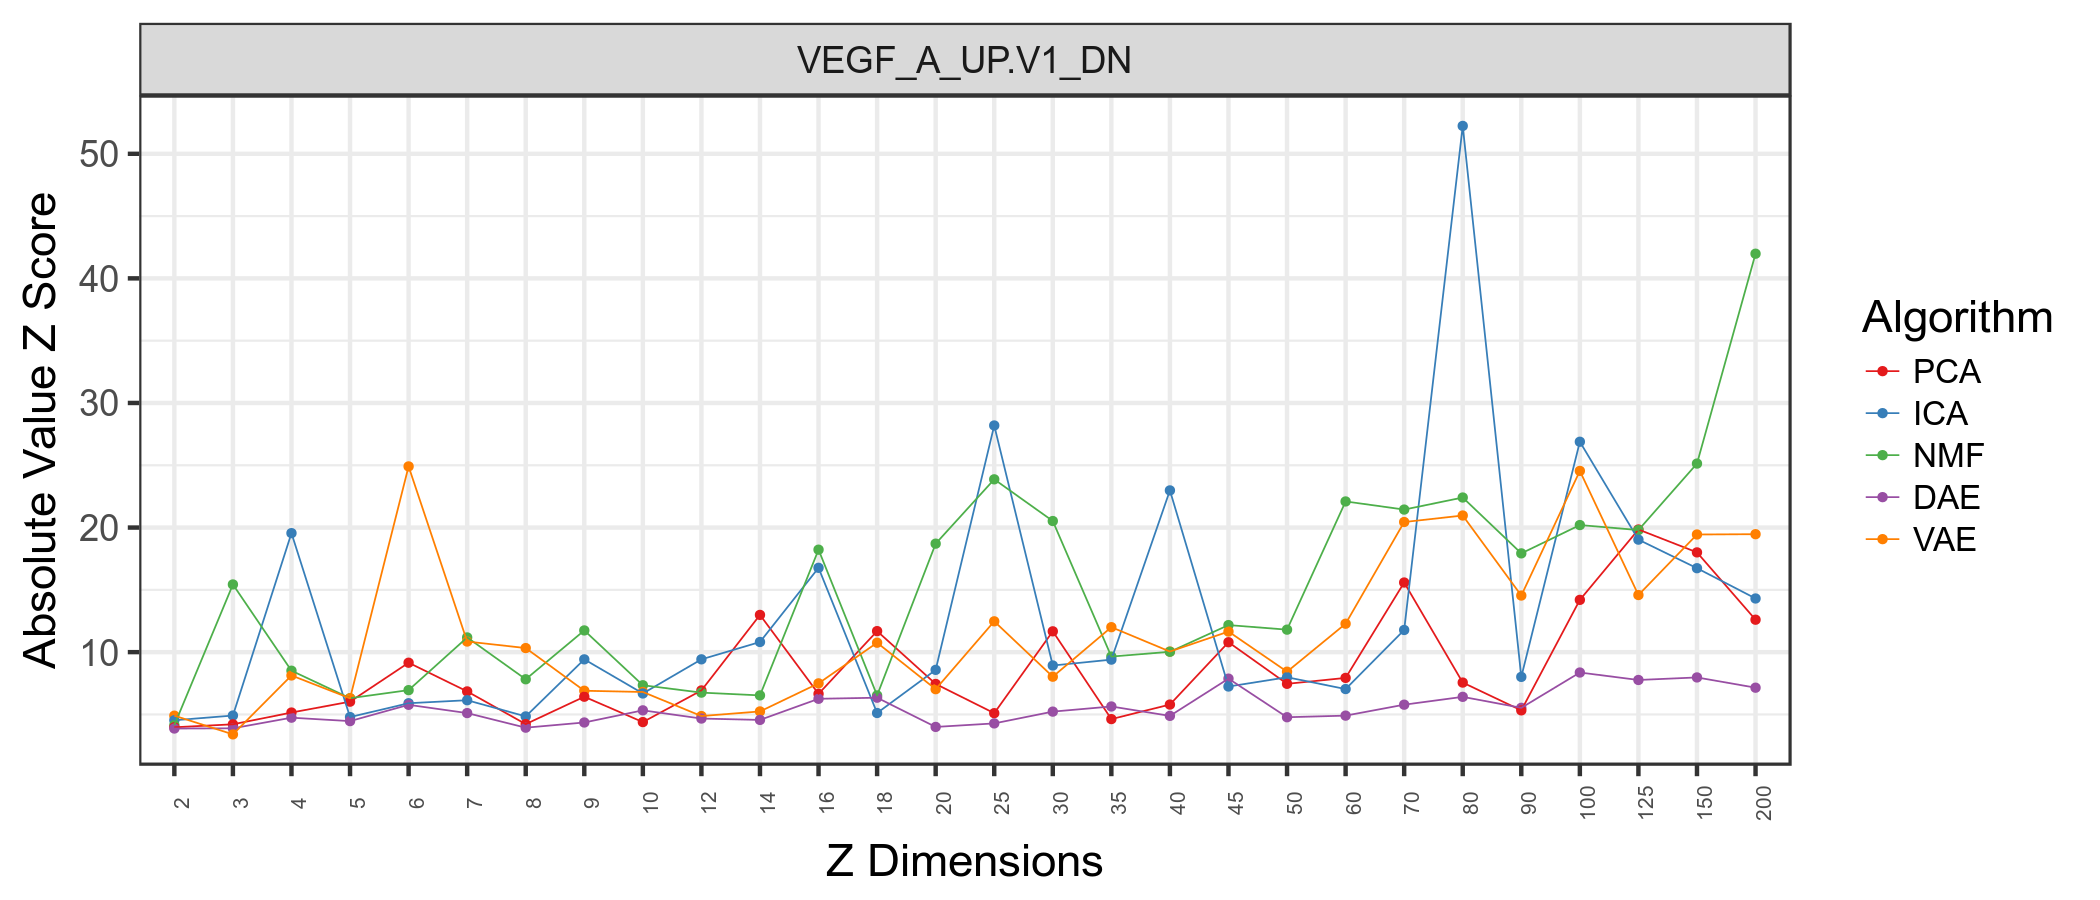 VEGF_A_UP.V1_DN
Absolute Value Z Score
50
40
30
20
10
2 3 4 5 6 7 8 9 10 12 14 16 18 20 25 30 35 40 45 50 60 70 80 90 100 125 150 200
Z Dimensions
Algorithm
PCA
ICA
NMF
DAE
VAE